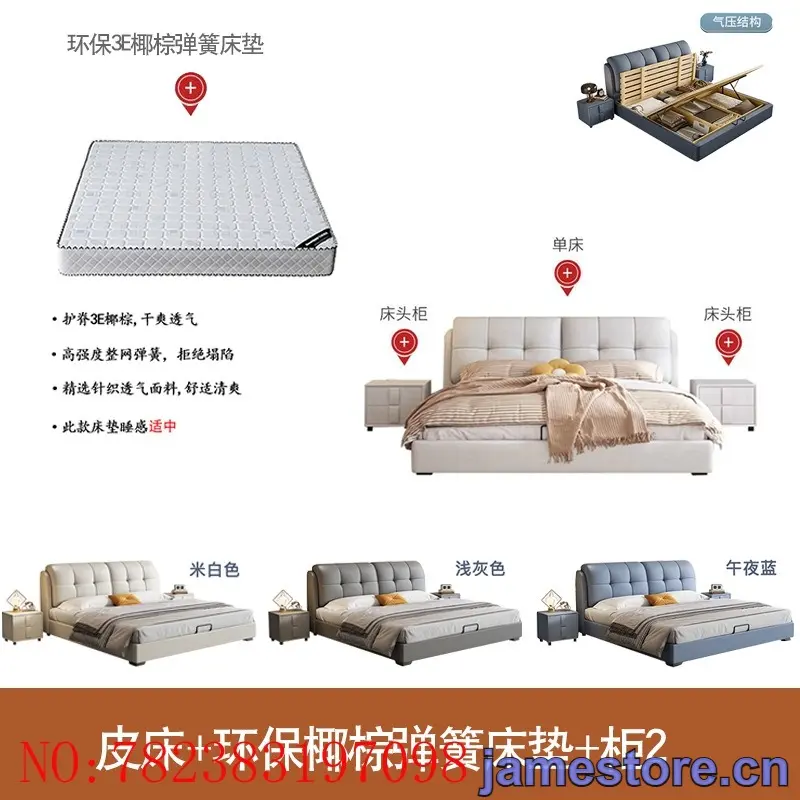 环保3E椰棕弹簧床垫
气压结构
单床
床头柜
床头柜
· 护脊3E椰棕,干爽透气
· 高强度整网弹簧，拒绝塌陷
· 精选针织透气面料,舒适清爽
· 此款床垫睡感适中
米白色
浅灰色
午夜蓝
皮床+环保椰棕弹簧床垫+柜2
NO:782383197098
jamestore.cn